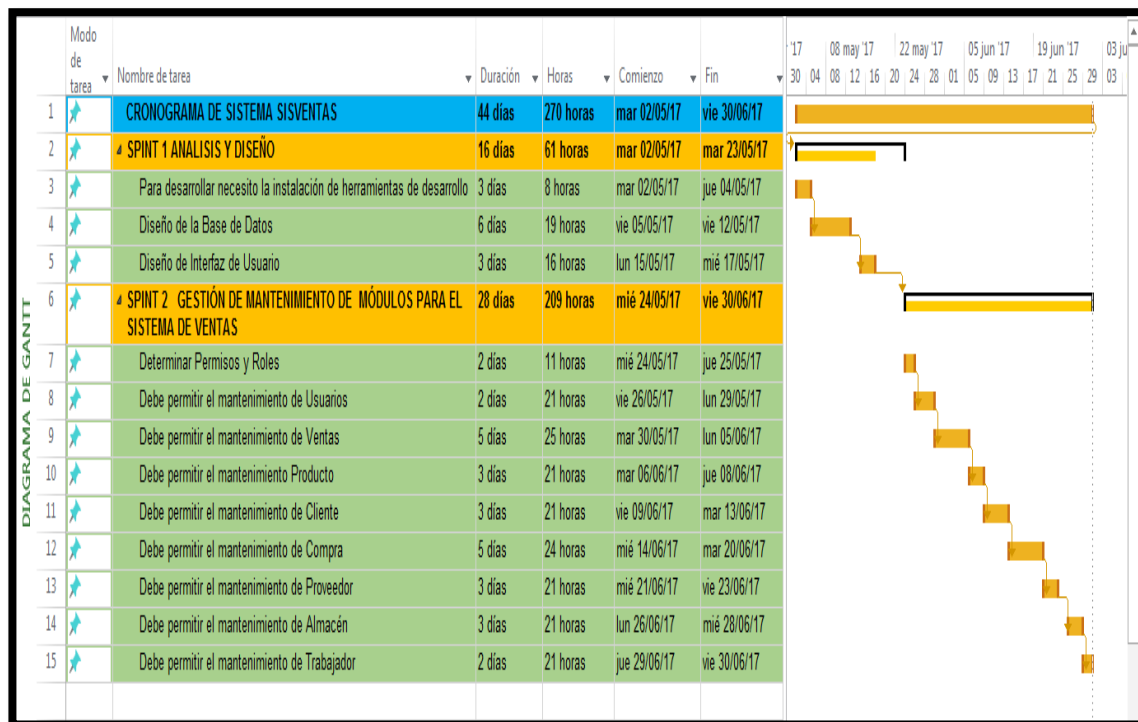 DIAGRAMA DE GANTT
Modo de tarea Nombre de tarea Duración Horas Comienzo Fin
'17 08 may '17 22 may '17 05 jun '17 19 jun '17 03 ju
30 04 08 12 16 20 24 28 01 05 09 13 17 21 25 29 03
1 CRONOGRAMA DE SISTEMA SISVENTAS 44 días 270 horas mar 02/05/17 vie 30/06/17
2 SPINT 1 ANALISIS Y DISEÑO 16 días 61 horas mar 02/05/17 mar 23/05/17
3 Para desarrollar necesito la instalación de herramientas de desarrollo 3 días 8 horas mar 02/05/17 jue 04/05/17
4 Diseño de la Base de Datos 6 días 19 horas vie 05/05/17 vie 12/05/17
5 Diseño de Interfaz de Usuario 3 días 16 horas lun 15/05/17 mié 17/05/17
6 SPINT 2 GESTIÓN DE MANTENIMIENTO DE MÓDULOS PARA EL 28 días 209 horas mié 24/05/17 vie 30/06/17
SISTEMA DE VENTAS
7 Determinar Permisos y Roles 2 días 11 horas mié 24/05/17 jue 25/05/17
8 Debe permitir el mantenimiento de Usuarios 2 días 21 horas vie 26/05/17 lun 29/05/17
9 Debe permitir el mantenimiento de Ventas 5 días 25 horas mar 30/05/17 lun 05/06/17
10 Debe permitir el mantenimiento Producto 3 días 21 horas mar 06/06/17 jue 08/06/17
11 Debe permitir el mantenimiento de Cliente 3 días 21 horas vie 09/06/17 mar 13/06/17
12 Debe permitir el mantenimiento de Compra 5 días 24 horas mié 14/06/17 mar 20/06/17
13 Debe permitir el mantenimiento de Proveedor 3 días 21 horas mié 21/06/17 vie 23/06/17
14 Debe permitir el mantenimiento de Almacén 3 días 21 horas lun 26/06/17 mié 28/06/17
15 Debe permitir el mantenimiento de Trabajador 2 días 21 horas jue 29/06/17 vie 30/06/17